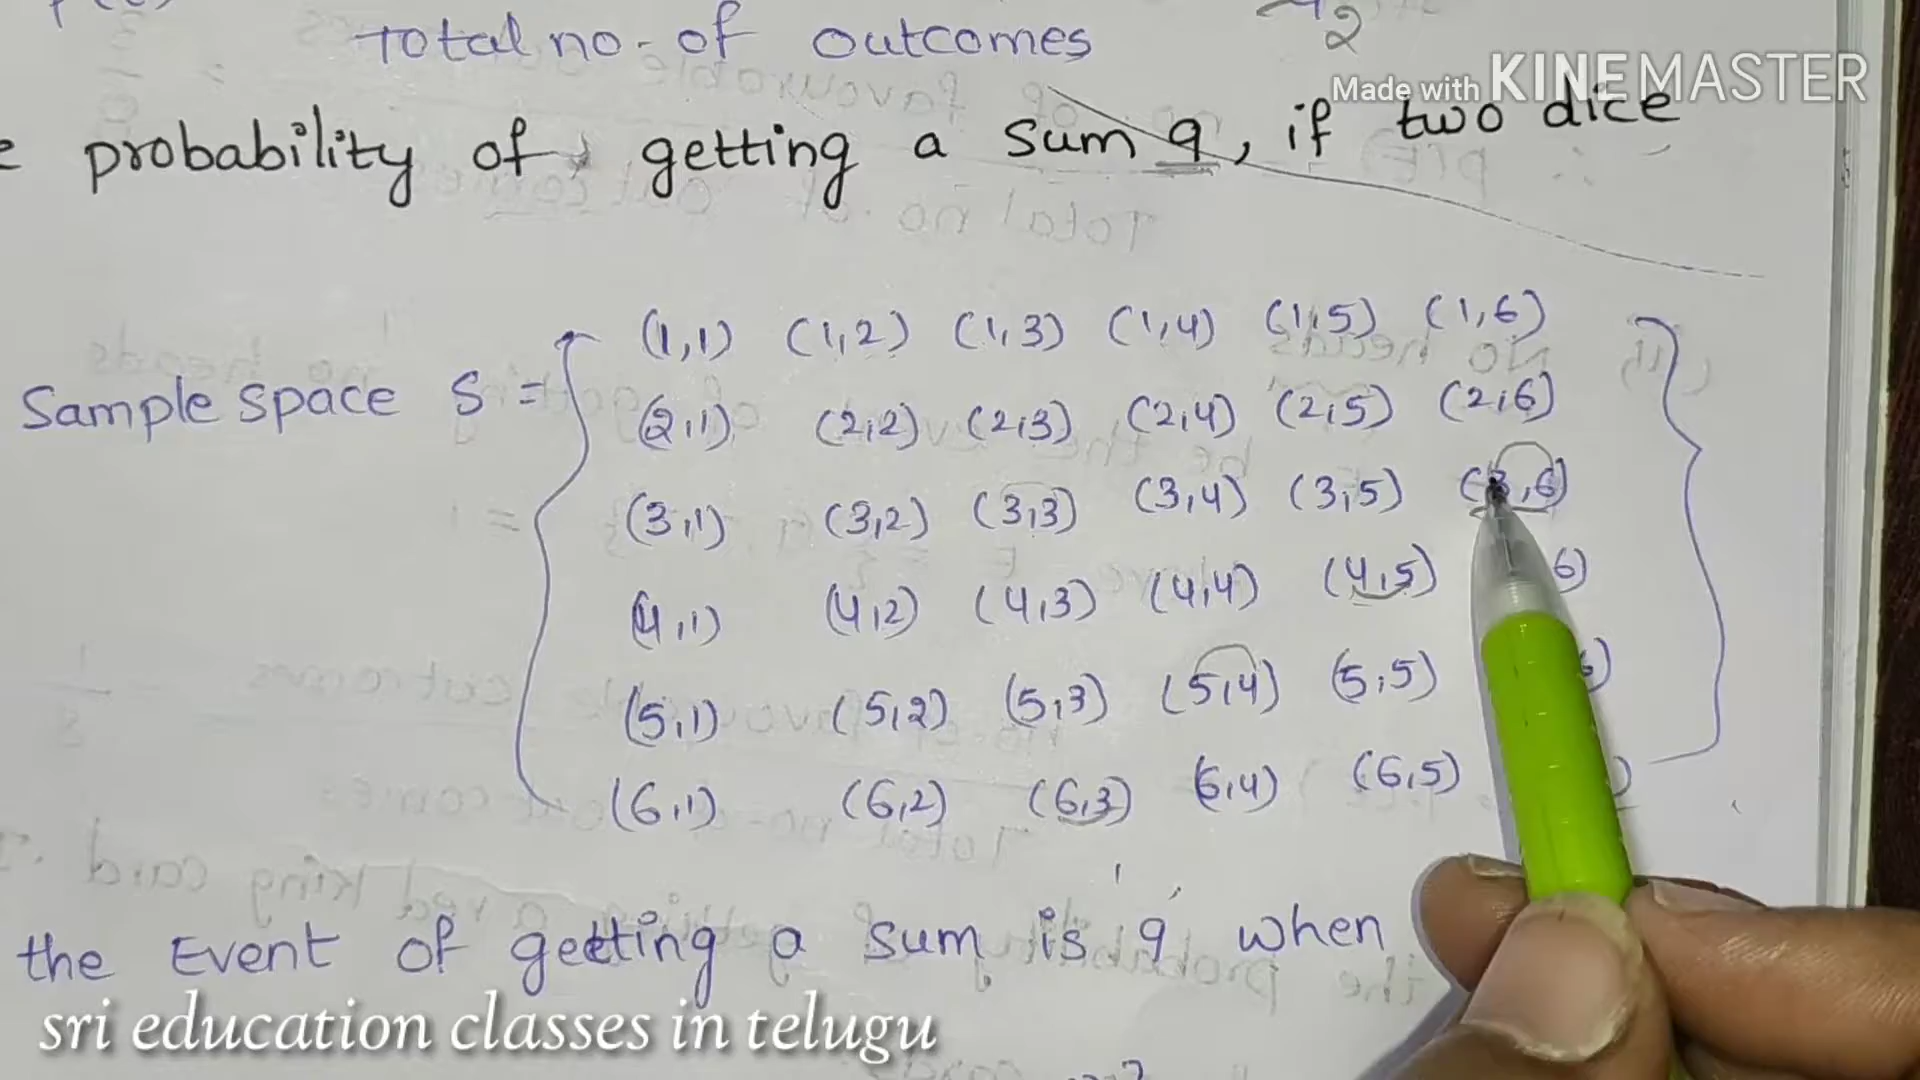 Total no. of outcomes
2
Made with KINEMASTER
probability of getting a sum 9, if two dice
(1,1) (1,2) (1,3) (1,4) (1,5) (1,6)
Sample space S =
(2,1) (2,2) (2,3) (2,4) (2,5) (2,6)
(3,1) (3,2) (3,3) (3,4) (3,5) (3,6)
(4,1) (4,2) (4,3) (4,4) (4,5) 6)
(5,1) (5,2) (5,3) (5,4) (5,5)
(6,1) (6,2) (6,3) (6,4) (6,5) )
the Event of getting a sum is 9 when
sri education classes in telugu